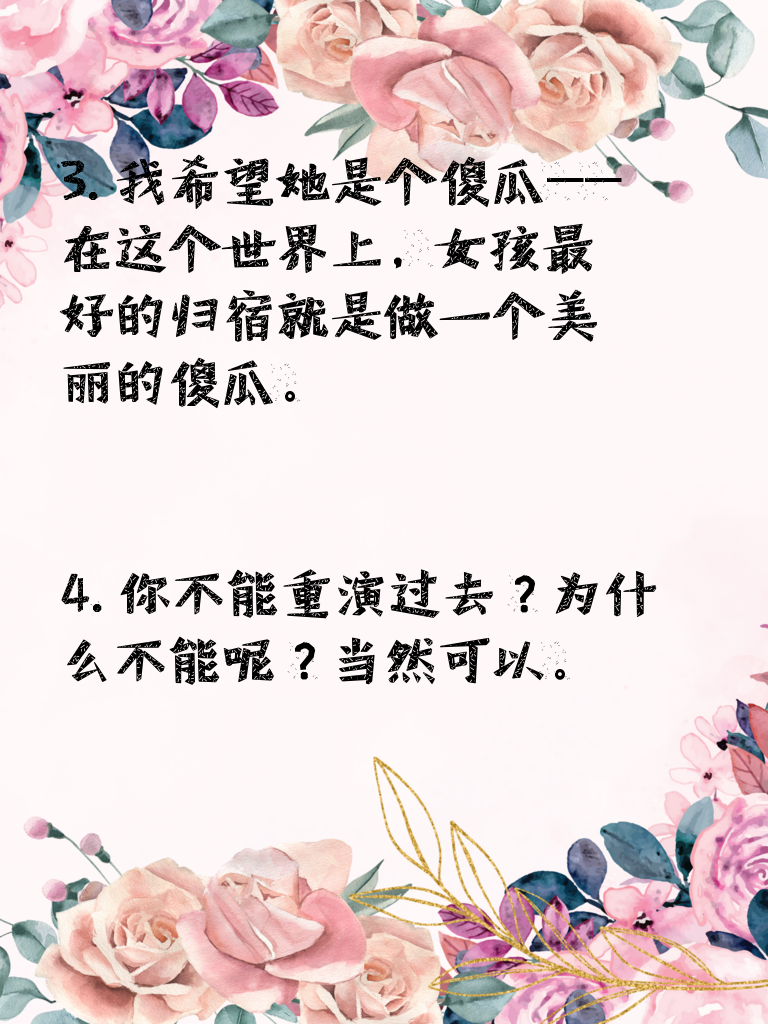 3. 我希望她是个傻瓜——
在这个世界上，女孩最
好的归宿就是做一个美
丽的傻瓜。
4. 你不能重演过去？为什
么不能呢？当然可以。